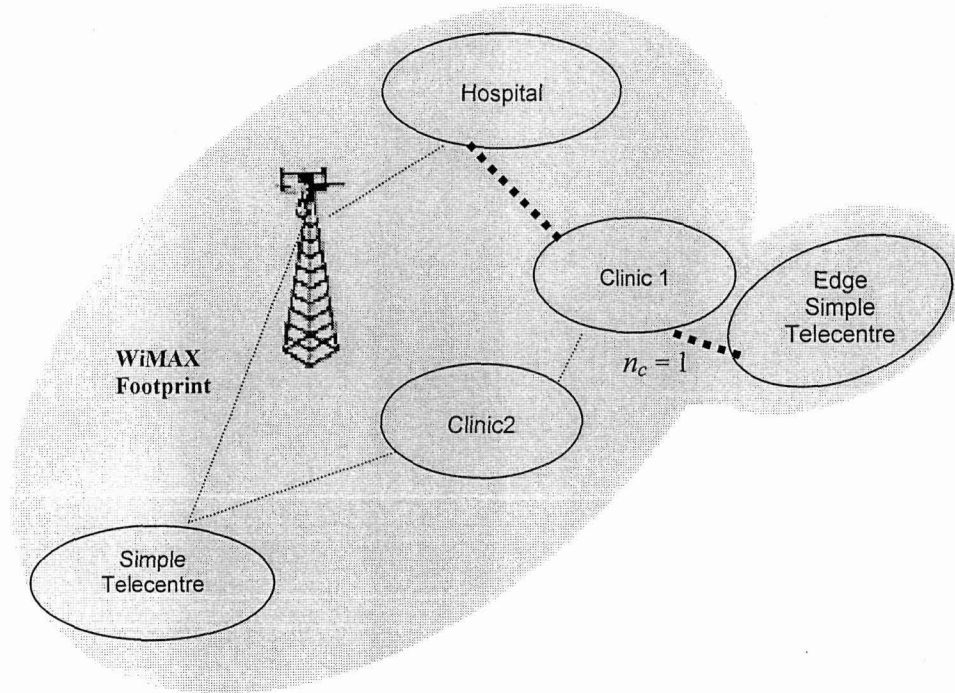 Hospital
Clinic 1
Edge
Simple
Telecentre
n_c = 1
WiMAX
Footprint
Clinic2
Simple
Telecentre